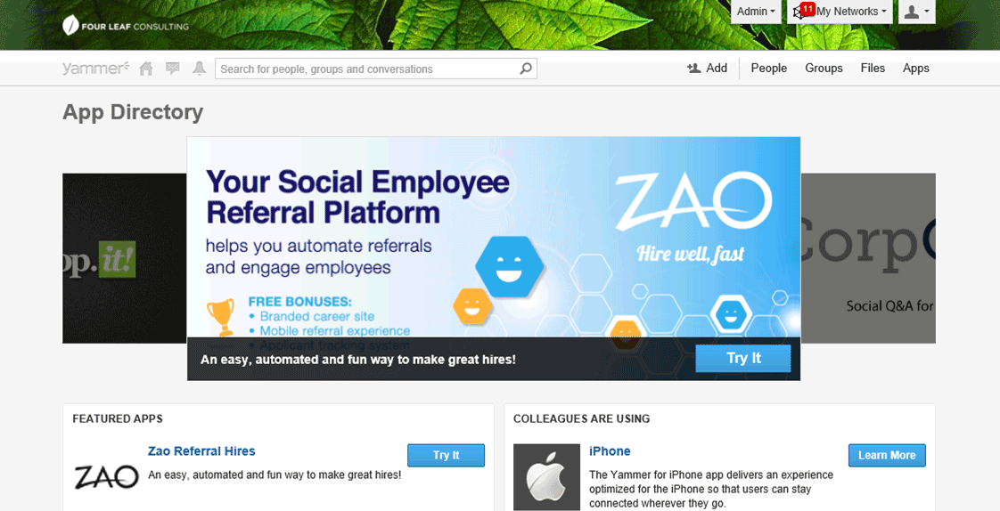 FOUR LEAF CONSULTING
Admin
11
My Networks
yammer
Search for people, groups and conversations
Add
People
Groups
Files
Apps
App Directory
op.it!
Your Social Employee
Referral Platform
helps you automate referrals
and engage employees
FREE BONUSES:
• Branded career site
• Mobile referral experience
• Applicant tracking system
ZAO
Hire well, fast
An easy, automated and fun way to make great hires!
Try It
Corp
Social Q&A for
FEATURED APPS
ZAO
Zao Referral Hires
An easy, automated and fun way to make great hires!
Try It
COLLEAGUES ARE USING
iPhone
The Yammer for iPhone app delivers an experience
optimized for the iPhone so that users can stay
connected wherever they go.
Learn More